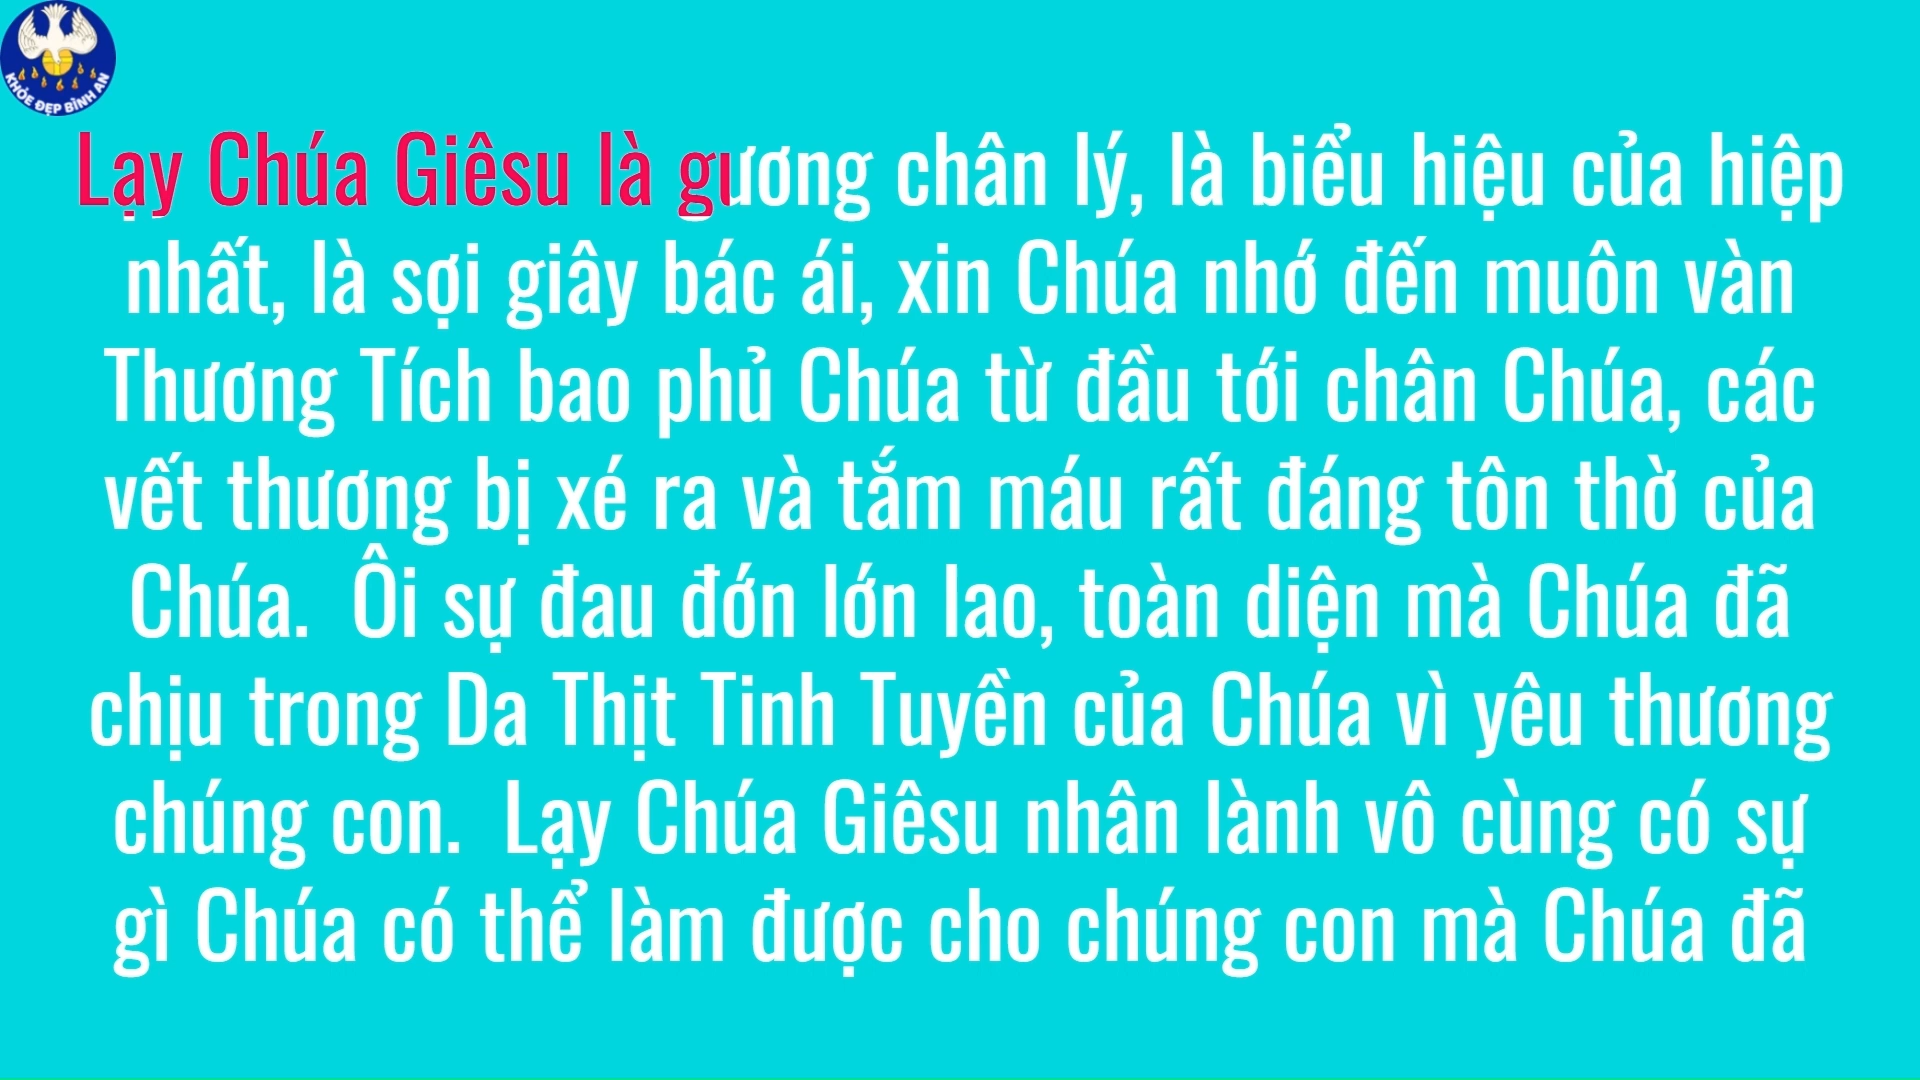 KHỎE ĐẸP BÌNH AN
Lạy Chúa Giêsu là gương chân lý, là biểu hiệu của hiệp
nhất, là sợi giây bác ái, xin Chúa nhớ đến muôn vàn
Thương Tích bao phủ Chúa từ đầu tới chân Chúa, các
vết thương bị xé ra và tắm máu rất đáng tôn thờ của
Chúa.  Ôi sự đau đớn lớn lao, toàn diện mà Chúa đã
chịu trong Da Thịt Tinh Tuyền của Chúa vì yêu thương
chúng con.  Lạy Chúa Giêsu nhân lành vô cùng có sự
gì Chúa có thể làm được cho chúng con mà Chúa đã